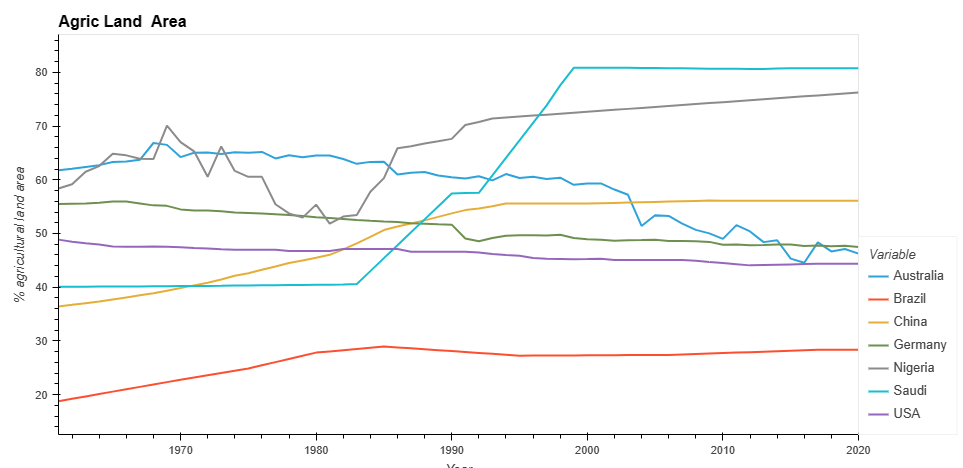 Agric Land  Area
% agricultural land area
80
70
60
50
40
30
20
1970
1980
1990
2000
2010
2020
Year
Variable
Australia
Brazil
China
Germany
Nigeria
Saudi
USA